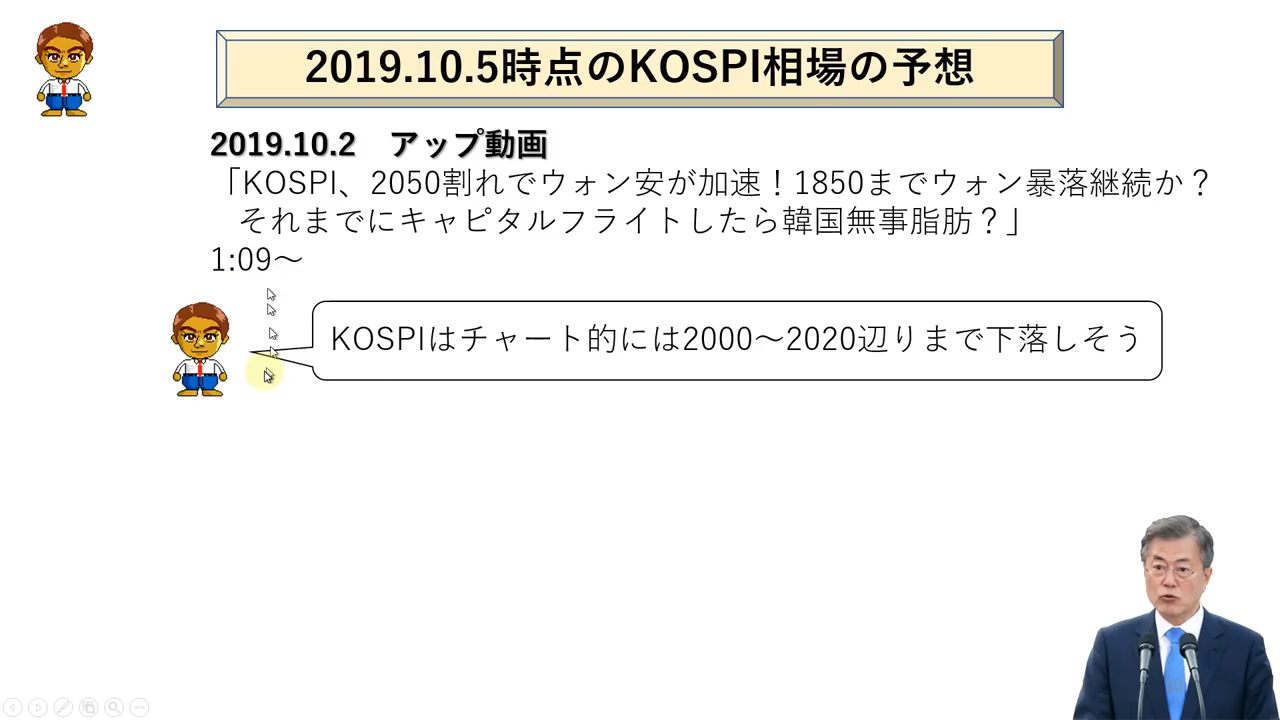 2019.10.5時点のKOSPI相場の予想
2019.10.2　アップ動画
「KOSPI、2050割れでウォン安が加速！1850までウォン暴落継続か？
それまでにキャピタルフライトしたら韓国無事脂肪？」
1:09～
KOSPIはチャート的には2000～2020辺りまで下落しそう